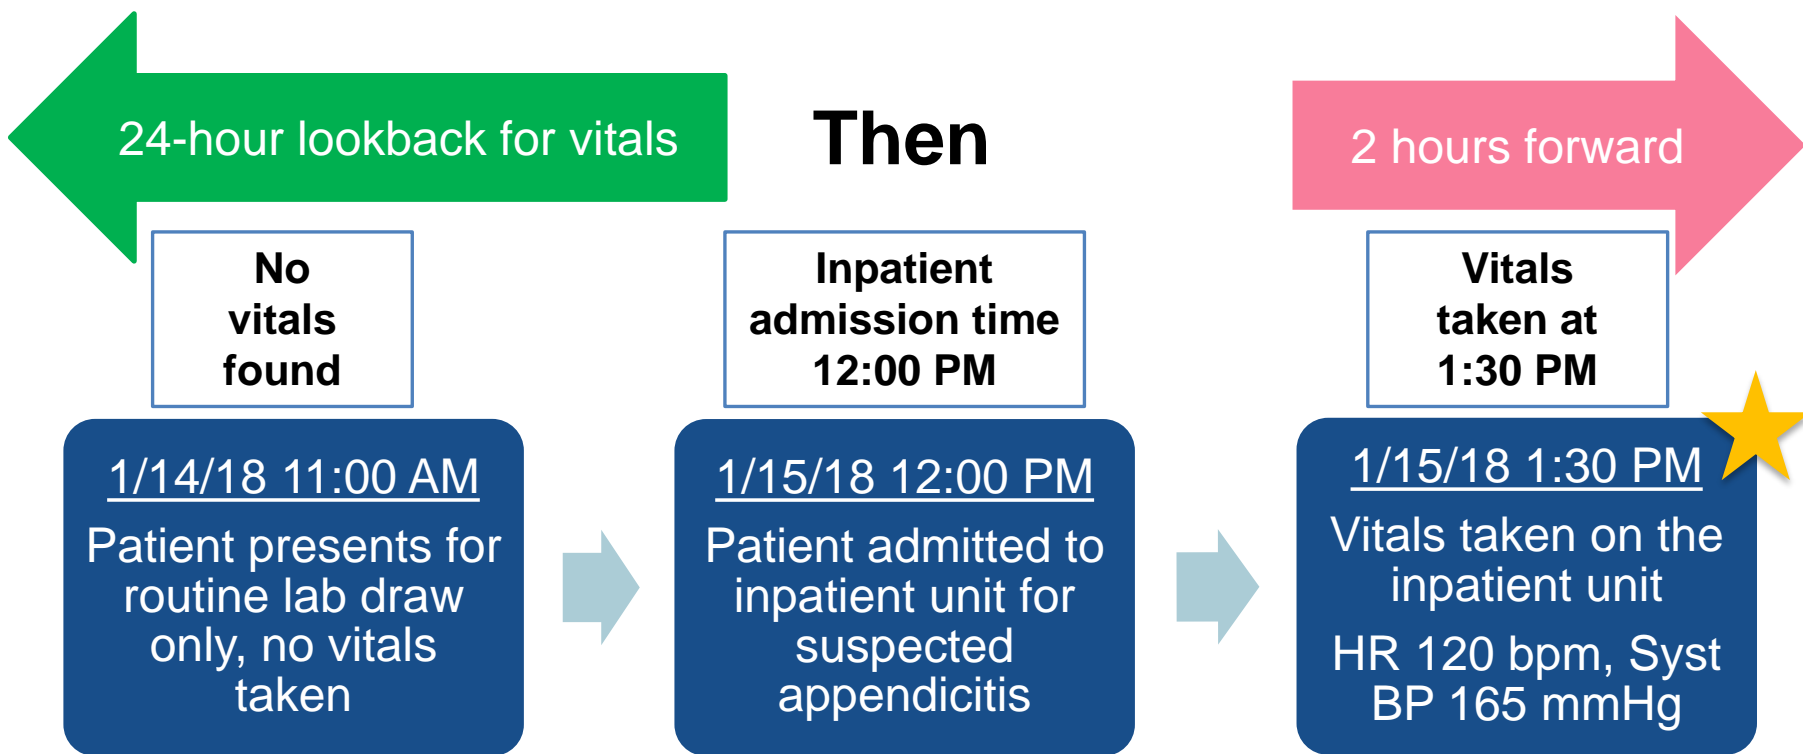 24-hour lookback for vitals
Then
2 hours forward
No
vitals
found
Inpatient
admission time
12:00 PM
Vitals
taken at
1:30 PM
1/14/18 11:00 AM
Patient presents for
routine lab draw
only, no vitals
taken
1/15/18 12:00 PM
Patient admitted to
inpatient unit for
suspected
appendicitis
1/15/18 1:30 PM
Vitals taken on the
inpatient unit
HR 120 bpm, Syst
BP 165 mmHg